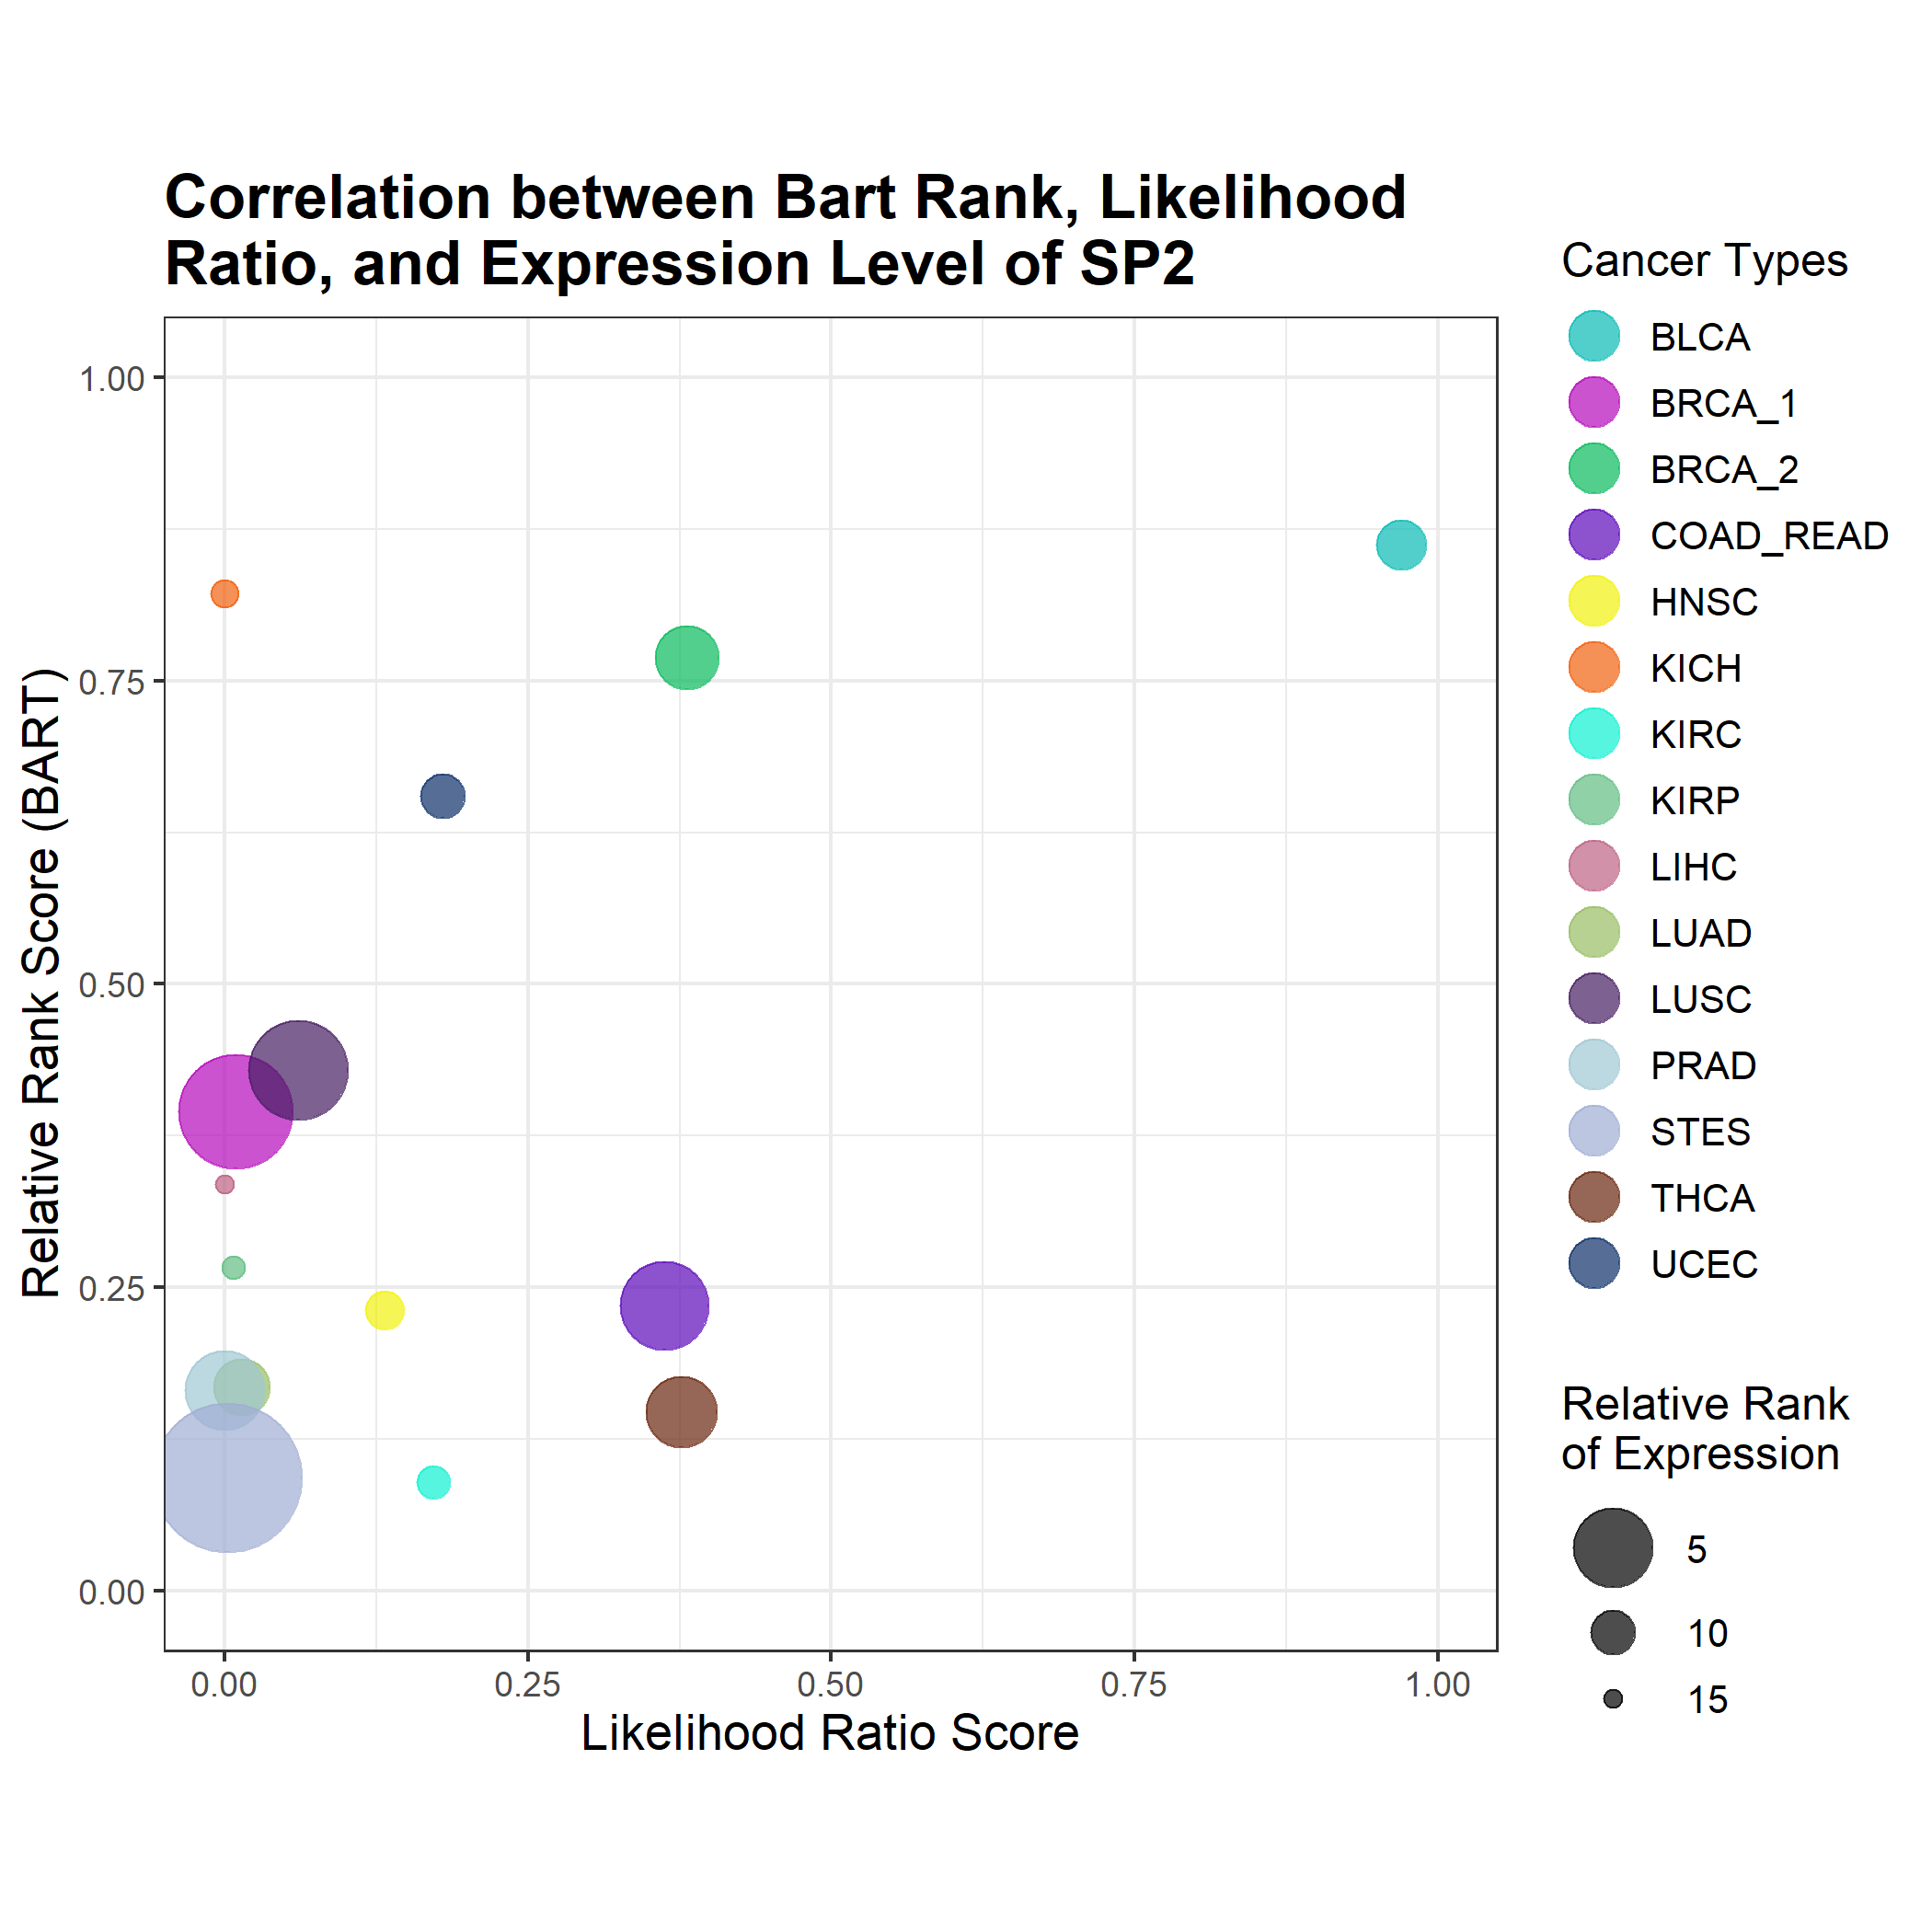 Correlation between Bart Rank, Likelihood
Ratio, and Expression Level of SP2
Relative Rank Score (BART)
1.00
0.75
0.50
0.25
0.00
0.00
0.25
0.50
0.75
1.00
Likelihood Ratio Score
Cancer Types
BLCA
BRCA_1
BRCA_2
COAD_READ
HNSC
KICH
KIRC
KIRP
LIHC
LUAD
LUSC
PRAD
STES
THCA
UCEC
Relative Rank
of Expression
5
10
15